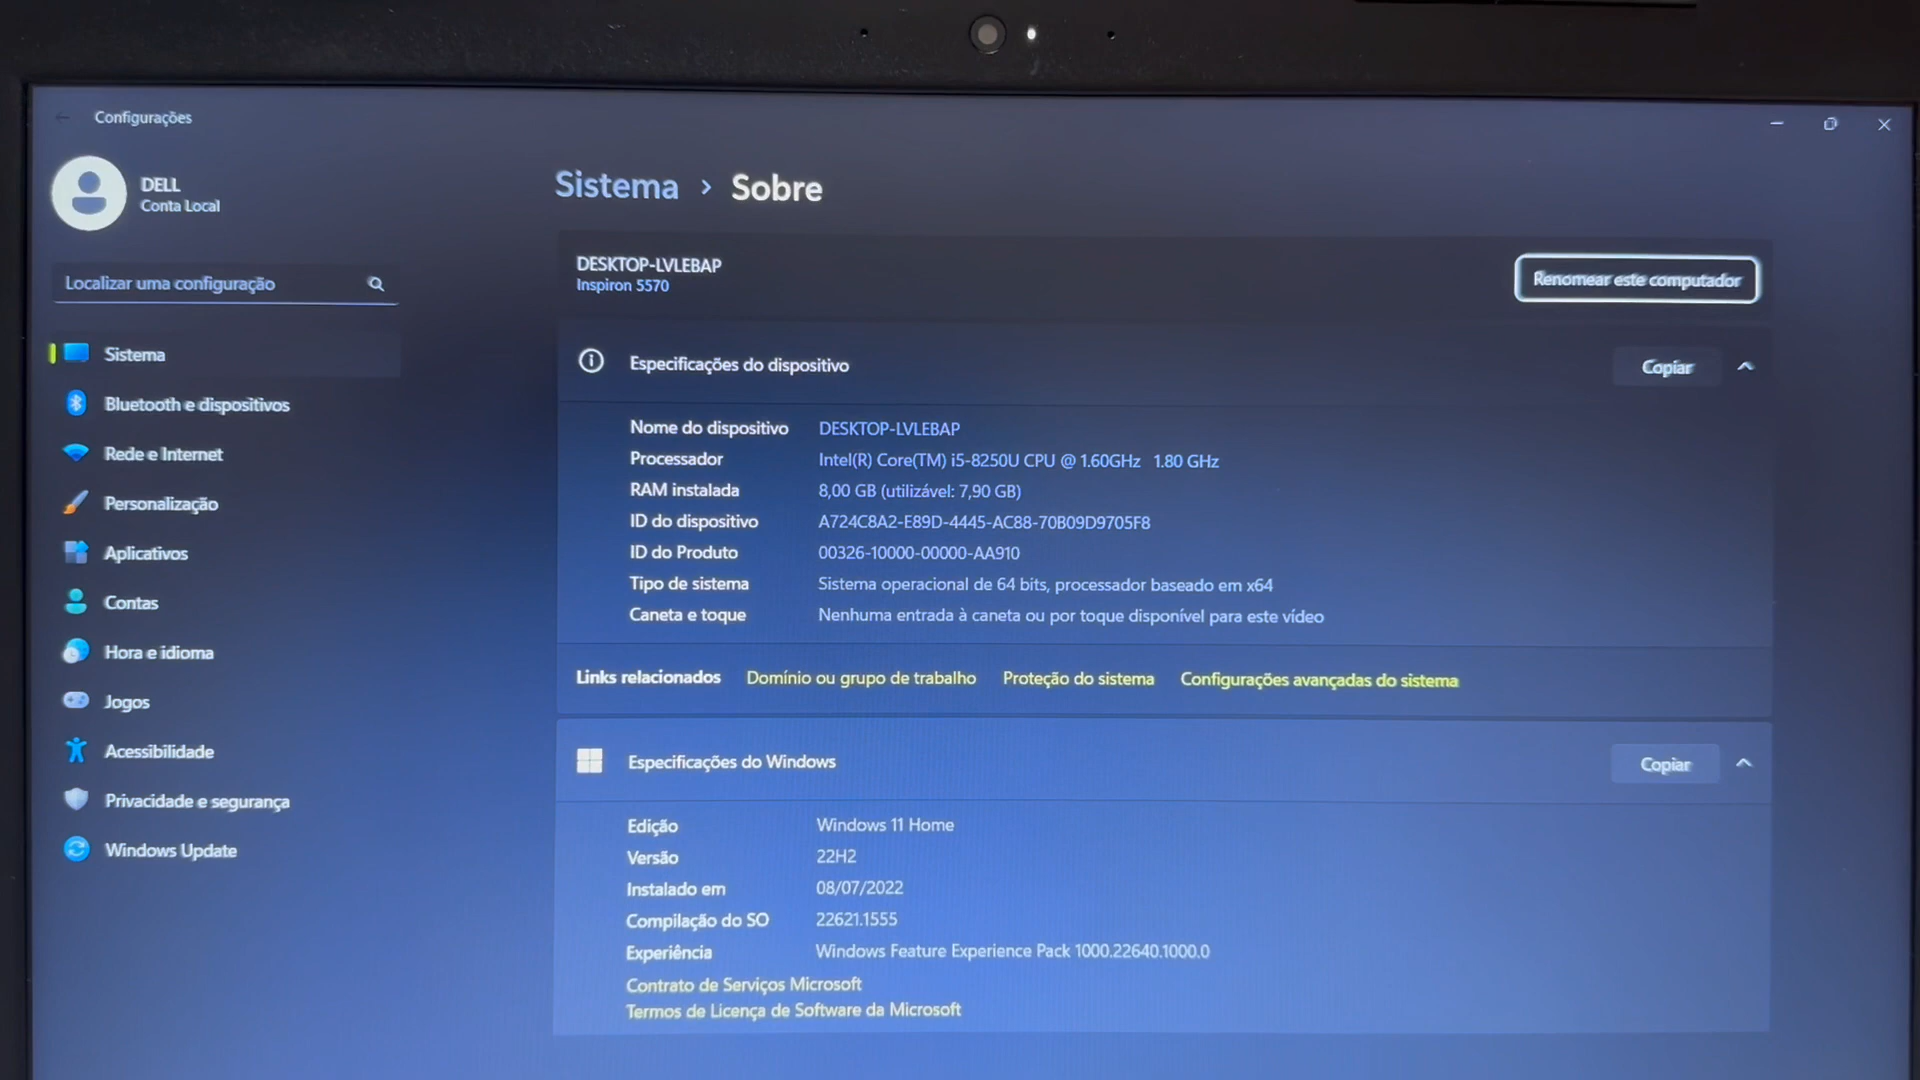 Configurações
DELL
Conta Local
Localizar uma configuração
Sistema
Bluetooth e dispositivos
Rede e Internet
Personalização
Aplicativos
Contas
Hora e idioma
Jogos
Acessibilidade
Privacidade e segurança
Windows Update
Sistema > Sobre
DESKTOP-LVLEBAP
Inspiron 5570
Renomear este computador
Especificações do dispositivo
Copiar
Nome do dispositivo DESKTOP-LVLEBAP
Processador Intel(R) Core(TM) i5-8250U CPU @ 1.60GHz 1.80 GHz
RAM instalada 8,00 GB (utilizável: 7,90 GB)
ID do dispositivo A724C8A2-E89D-4445-AC88-70B09D9705F8
ID do Produto 00326-10000-00000-AA910
Tipo de sistema Sistema operacional de 64 bits, processador baseado em x64
Caneta e toque Nenhuma entrada à caneta ou por toque disponível para este vídeo
Links relacionados Domínio ou grupo de trabalho Proteção do sistema Configurações avançadas do sistema
Especificações do Windows
Copiar
Edição Windows 11 Home
Versão 22H2
Instalado em 08/07/2022
Compilação do SO 22621.1555
Experiência Windows Feature Experience Pack 1000.22640.1000.0
Contrato de Serviços Microsoft
Termos de Licença de Software da Microsoft